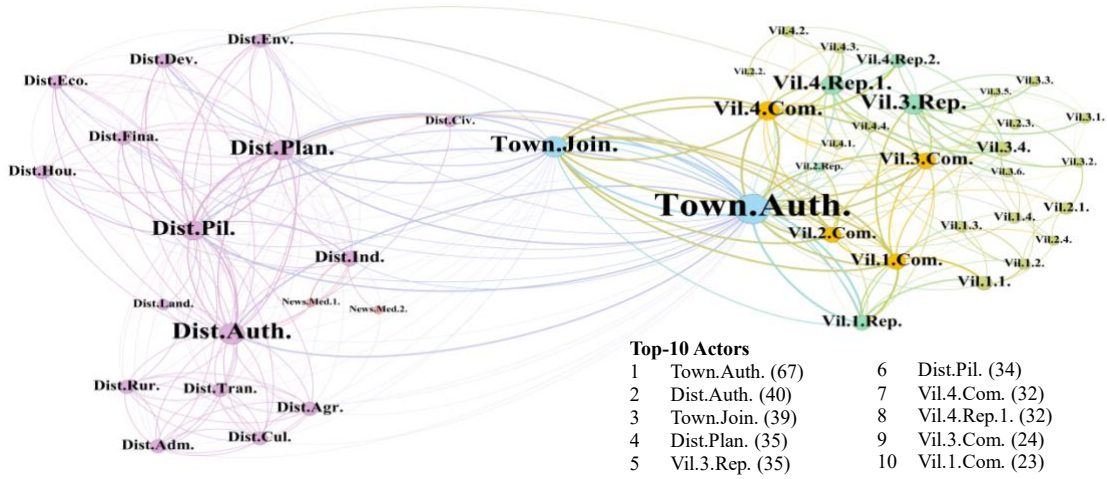 Vil.4.2.
Dist.Env.
Vil.4.3.
Dist.Dev.
Vil.4.Rep.2.
Vil.2.2.
Dist.Eco.
Vil.4.Rep.1.
Vil.3.3.
Vil.3.5.
Vil.3.Rep.
Vil.4.Com.
Vil.3.1.
Dist.Civ.
Vil.2.3.
Vil.4.4.
Dist.Fina.
Vil.4.1.
Town.Join.
Dist.Plan.
Vil.3.4.
Vil.3.Com.
Vil.3.2.
Vil.2.Rep.
Dist.Hou.
Vil.3.6.
Town.Auth.
Vil.2.1.
Vil.1.4.
Vil.1.3.
Dist.Pil.
Vil.2.Com.
Vil.2.4.
Dist.Ind.
Vil.1.Com.
Vil.1.2.
Vil.1.1.
Dist.Land.
News.Med.1.
News.Med.2.
Vil.1.Rep.
Dist.Auth.
Dist.Rur.
Dist.Tran.
Dist.Agr.
Dist.Cul.
Dist.Adm.
Top-10 Actors
1 Town.Auth. (67)
2 Dist.Auth. (40)
3 Town.Join. (39)
4 Dist.Plan. (35)
5 Vil.3.Rep. (35)
6 Dist.Pil. (34)
7 Vil.4.Com. (32)
8 Vil.4.Rep.1. (32)
9 Vil.3.Com. (24)
10 Vil.1.Com. (23)